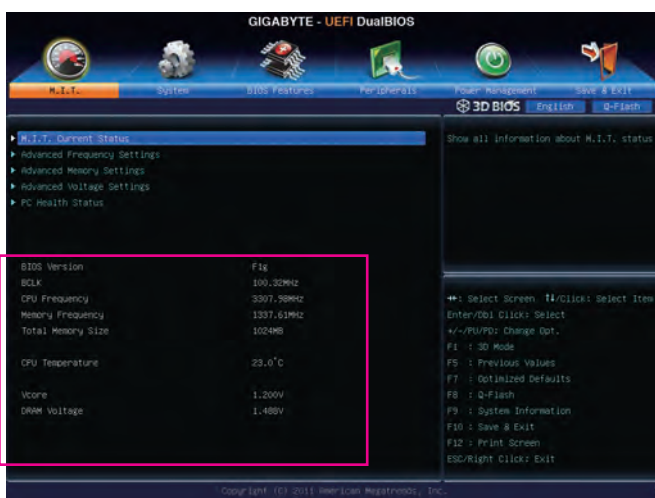 GIGABYTE - UEFI DualBIOS
M.I.T. System BIOS Features Peripherals Power Management Save & Exit
3D BIOS English Q-Flash
M.I.T. Current Status
Advanced Frequency Settings
Advanced Memory Settings
Advanced Voltage Settings
PC Health Status
Show all information about M.I.T. status
BIOS Version F1g
BCLK 100.32MHz
CPU Frequency 3307.98MHz
Memory Frequency 1337.61MHz
Total Memory Size 1024MB
CPU Temperature 23.0°C
Vcore 1.200V
DRAM Voltage 1.488V
↔: Select Screen ↑↓/Click: Select Item
Enter/Dbl Click: Select
+/-/PU/PD: Change Opt.
F1 : 3D Mode
F5 : Previous Values
F7 : Optimized Defaults
F8 : Q-Flash
F9 : System Information
F10 : Save & Exit
F12 : Print Screen
ESC/Right Click: Exit
Copyright (C) 2011 American Megatrends, Inc.